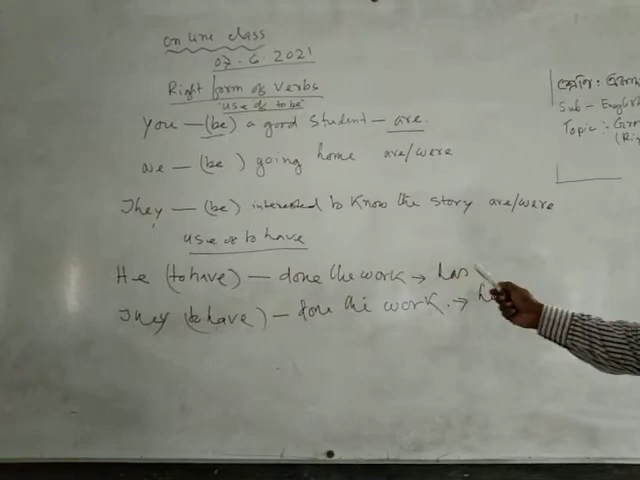 on line class
07.6.2021
Right form of Verbs
"use of to be"
You — (be) a good student — are.
we — (be ) going home are/were
They — (be) interested to know the story are/were
use of to have
He (to have) — done the work → has
They (to have) — done the work. →
Sub - English
Topic :-